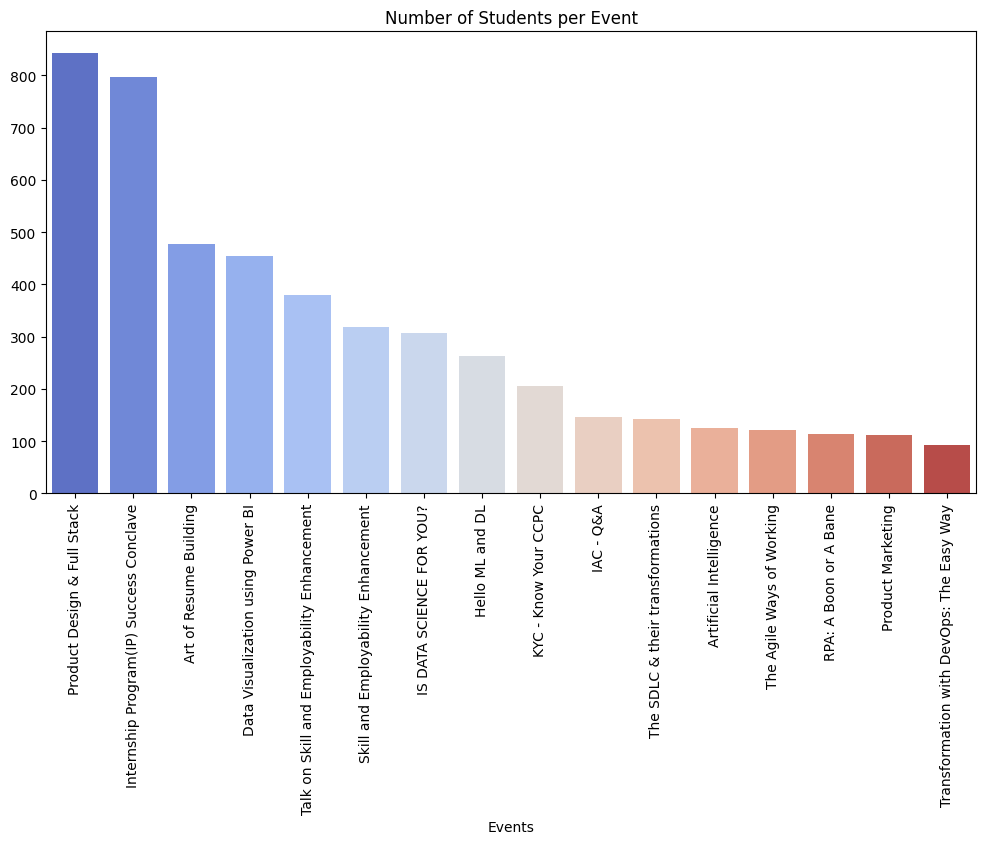 Number of Students per Event
800
700
600
500
400
300
200
100
0
Product Design & Full Stack
Internship Program(IP) Success Conclave
Art of Resume Building
Data Visualization using Power BI
Talk on Skill and Employability Enhancement
Skill and Employability Enhancement
IS DATA SCIENCE FOR YOU?
Hello ML and DL
KYC - Know Your CCPC
IAC - Q&A
The SDLC & their transformations
Artificial Intelligence
The Agile Ways of Working
RPA: A Boon or A Bane
Product Marketing
Transformation with DevOps: The Easy Way
Events